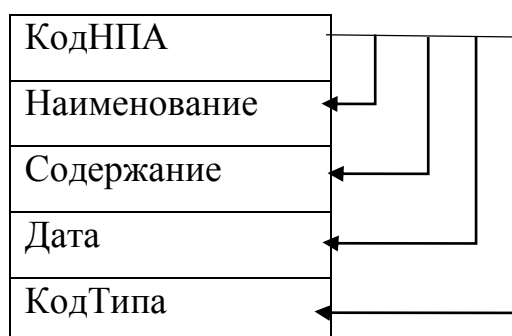 КодНПА
Наименование
Содержание
Дата
КодТипа